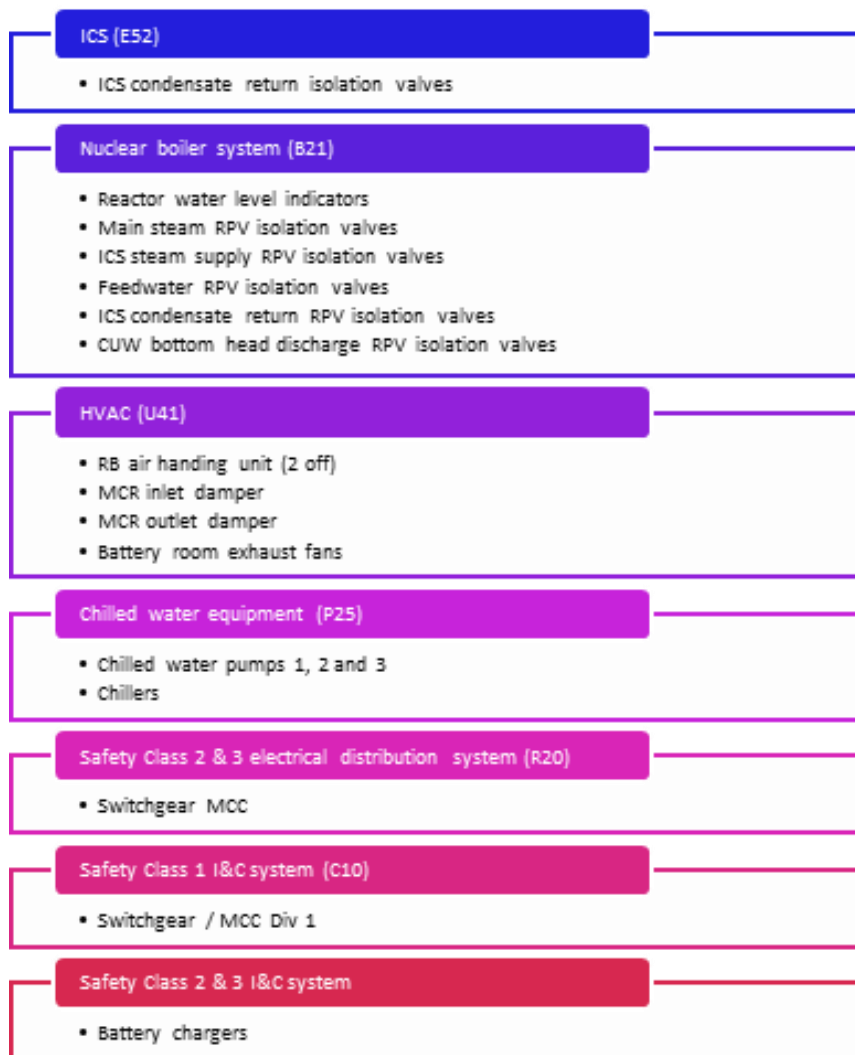 ICS (E52)
• ICS condensate return isolation valves
Nuclear boiler system (B21)
• Reactor water level indicators
• Main steam RPV isolation valves
• ICS steam supply RPV isolation valves
• Feedwater RPV isolation valves
• ICS condensate return RPV isolation valves
• CUW bottom head discharge RPV isolation valves
HVAC (U41)
• RB air handing unit (2 off)
• MCR inlet damper
• MCR outlet damper
• Battery room exhaust fans
Chilled water equipment (P25)
• Chilled water pumps 1, 2 and 3
• Chillers
Safety Class 2 & 3 electrical distribution system (R20)
• Switchgear MCC
Safety Class 1 I&C system (C10)
• Switchgear / MCC Div 1
Safety Class 2 & 3 I&C system
• Battery chargers